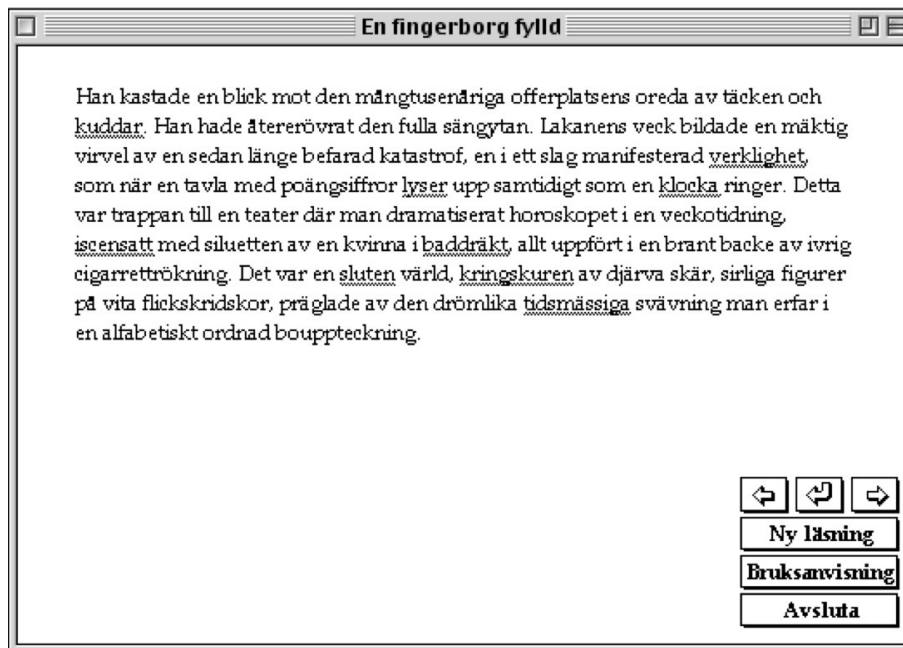 En fingerborg fylld
Han kastade en blick mot den mångtusenåriga offerplatsens oreda av täcken och
kuddar. Han hade återerövrat den fulla sängytan. Lakanens veck bildade en mäktig
virvel av en sedan länge befarad katastrof, en i ett slag manifesterad verklighet,
som när en tavla med poängsiffror lyser upp samtidigt som en klocka ringer. Detta
var trappan till en teater där man dramatiserat horoskopet i en veckotidning,
iscensatt med siluetten av en kvinna i baddräkt, allt uppfört i en brant backe av ivrig
cigarrettrökning. Det var en sluten värld, kringskuren av djärva skär, sirliga figurer
på vita flickskridskor, präglade av den drömlika tidsmässiga svävning man erfar i
en alfabetiskt ordnad bouppteckning.
Ny läsning
Bruksanvisning
Avsluta